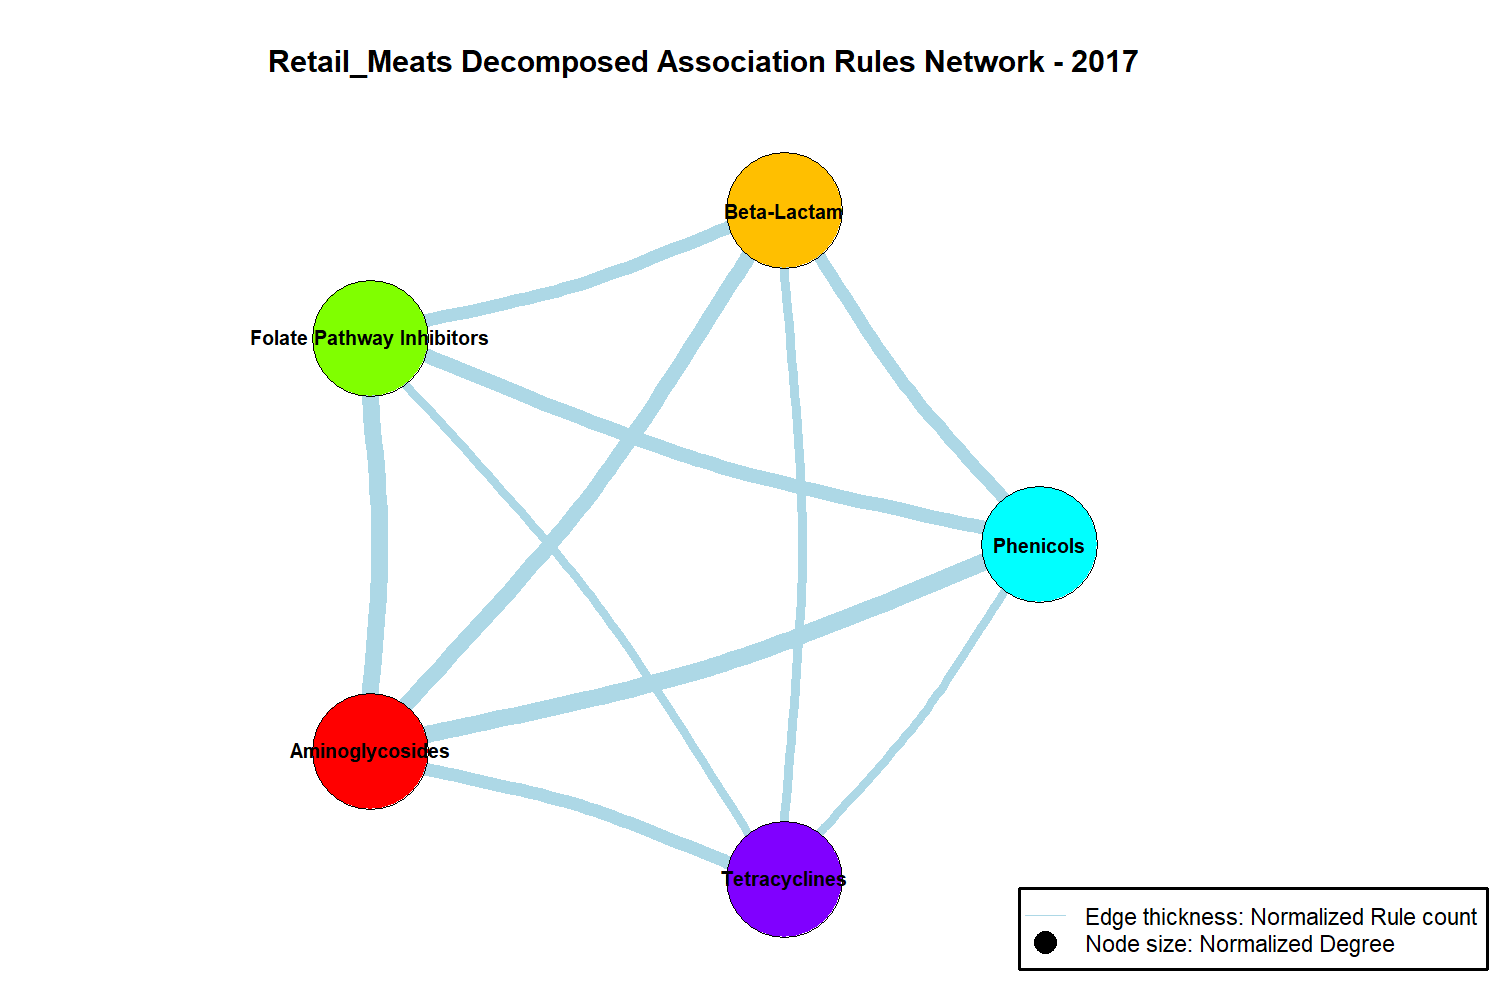 Retail_Meats Decomposed Association Rules Network - 2017
Beta-Lactam
Folate Pathway Inhibitors
Phenicols
Aminoglycosides
Tetracyclines
Edge thickness: Normalized Rule count
Node size: Normalized Degree